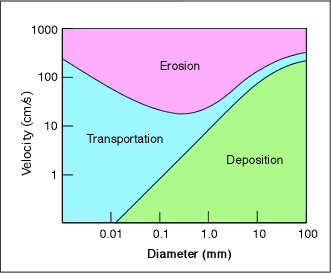 1000
100
10
1
Velocity (cm/s)
Erosion
Transportation
Deposition
0.01 0.1 1.0 10 100
Diameter (mm)